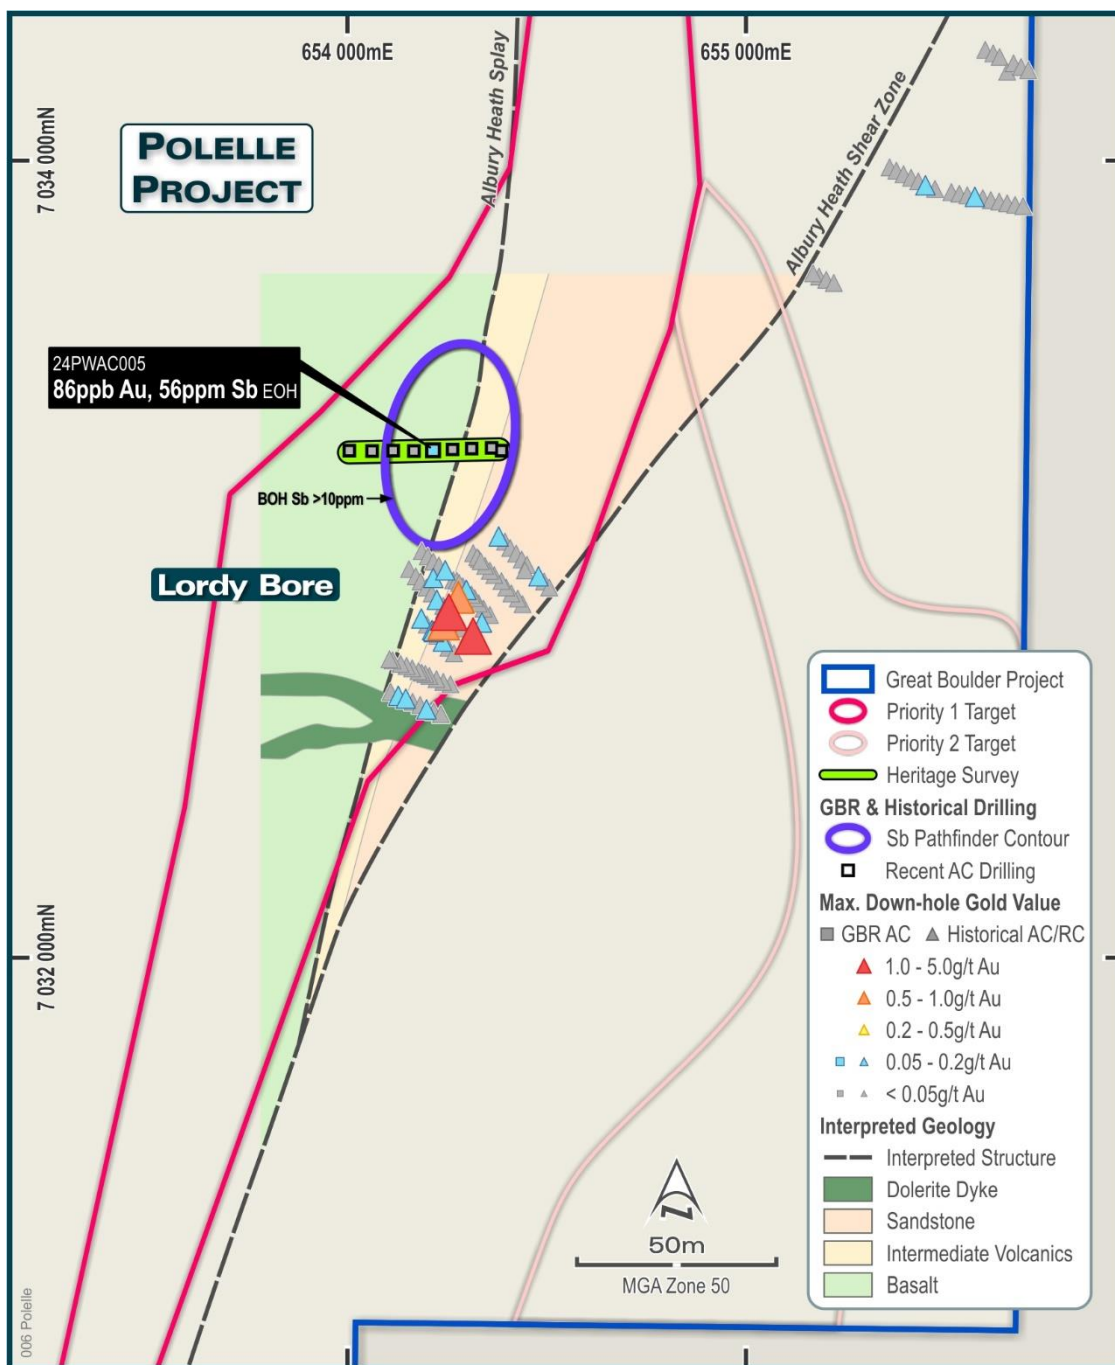 654 000mE
655 000mE
POLELLE
PROJECT
Albury Heath Splay
Albury Heath Shear Zone
7 034 000mN
24PWAC005
86ppb Au, 56ppm Sb EOH
BOH Sb >10ppm
Lordy Bore
7 032 000mN
Great Boulder Project
Priority 1 Target
Priority 2 Target
Heritage Survey
GBR & Historical Drilling
Sb Pathfinder Contour
Recent AC Drilling
Max. Down-hole Gold Value
GBR AC Historical AC/RC
1.0 - 5.0g/t Au
0.5 - 1.0g/t Au
0.2 - 0.5g/t Au
0.05 - 0.2g/t Au
< 0.05g/t Au
Interpreted Geology
Interpreted Structure
Dolerite Dyke
Sandstone
Intermediate Volcanics
Basalt
N
50m
MGA Zone 50
006 Polelle